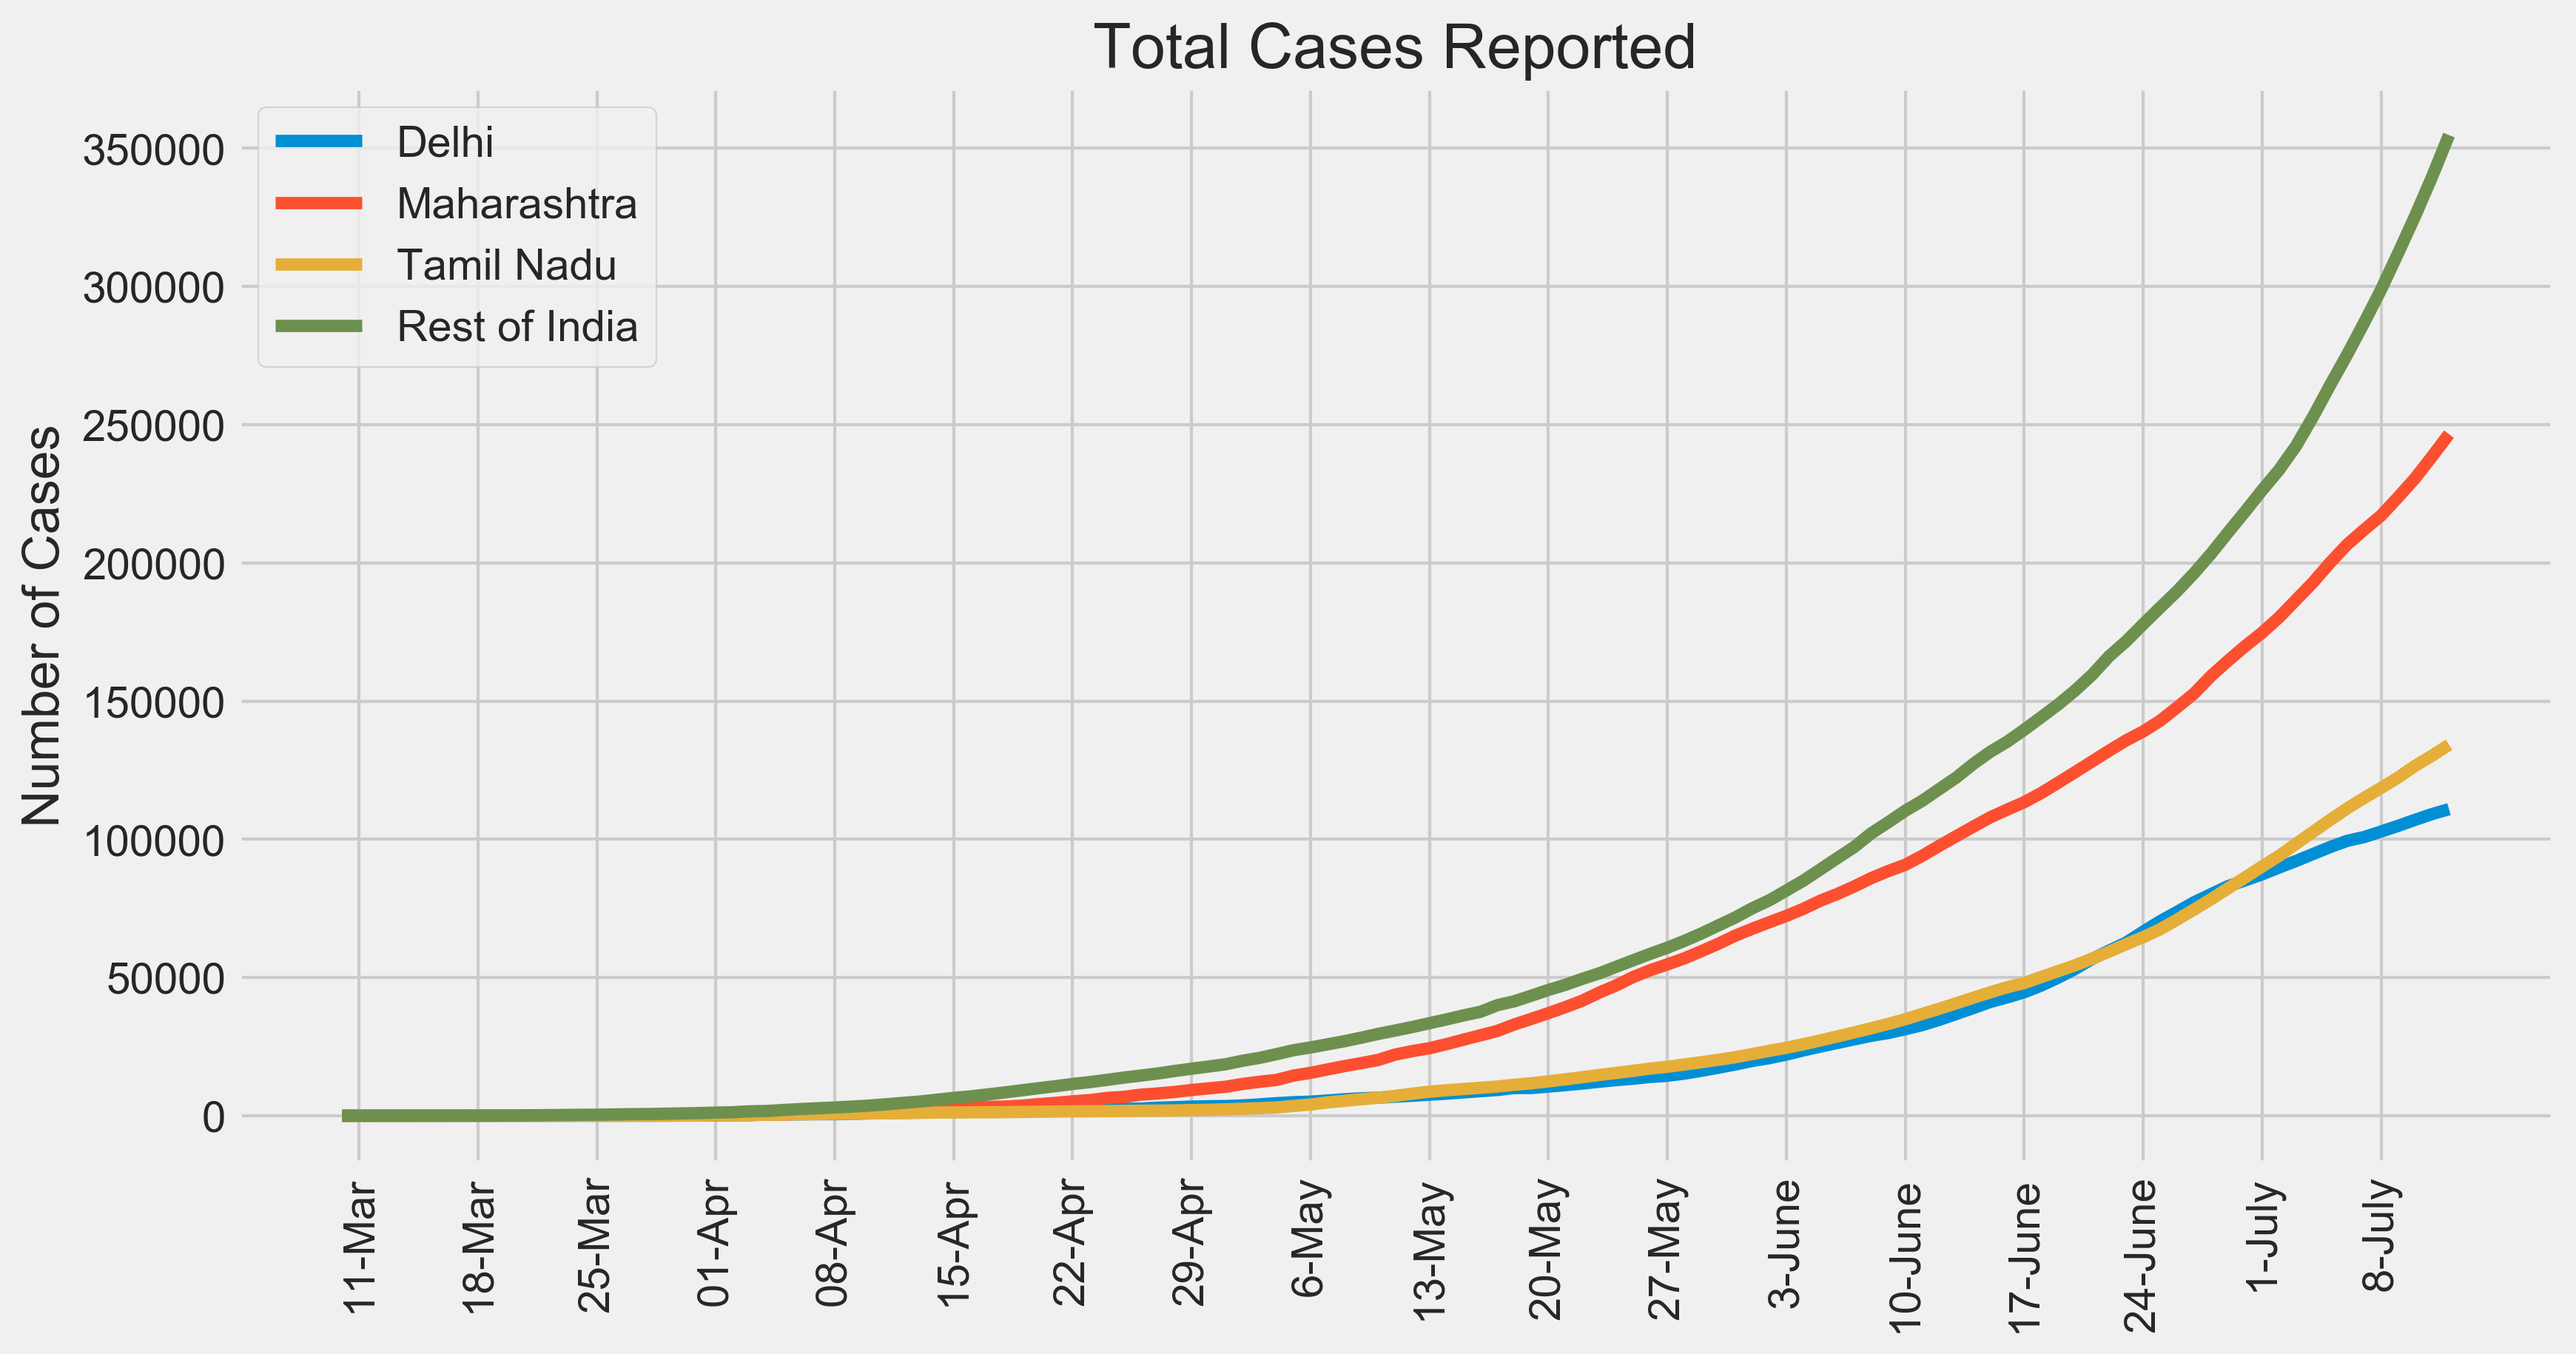 Total Cases Reported
Delhi
Maharashtra
Tamil Nadu
Rest of India
Number of Cases
350000
300000
250000
200000
150000
100000
50000
0
11-Mar
18-Mar
25-Mar
01-Apr
08-Apr
15-Apr
22-Apr
29-Apr
6-May
13-May
20-May
27-May
3-June
10-June
17-June
24-June
1-July
8-July